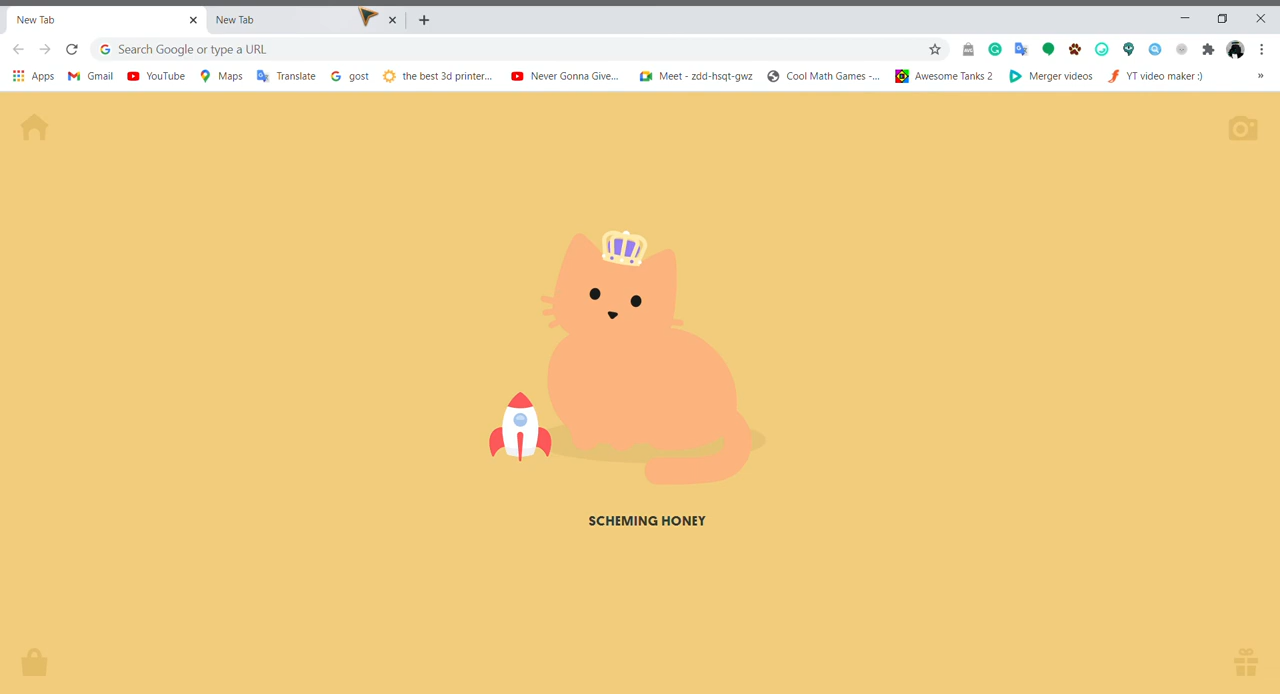 New Tab
New Tab
Search Google or type a URL
Apps Gmail YouTube Maps Translate gost the best 3d printer... Never Gonna Give... Meet - zdd-hsqt-gwz Cool Math Games -... Awesome Tanks 2 Merger videos YT video maker :) »
SCHEMING HONEY